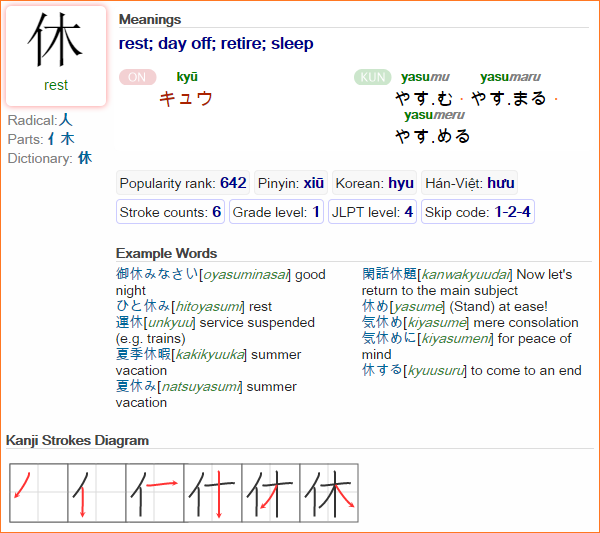 休
rest
Radical:人
Parts: 亻木
Dictionary: 休
Meanings
rest; day off; retire; sleep
ON kyū
キュウ
KUN yasumu yasumaru
やす.む · やす.まる ·
yasumeru
やす.める
Popularity rank: 642 Pinyin: xiū Korean: hyu Hán-Việt: hưu
Stroke counts: 6 Grade level: 1 JLPT level: 4 Skip code: 1-2-4
Example Words
御休みなさい[oyasuminasai] good
night
ひと休み[hitoyasumi] rest
運休[unkyuu] service suspended
(e.g. trains)
夏季休暇[kakikyuuka] summer
vacation
夏休み[natsuyasumi] summer
vacation
閑話休題[kanwakyuudai] Now let's
return to the main subject
休め[yasume] (Stand) at ease!
気休め[kiyasume] mere consolation
気休めに[kiyasumeni] for peace of
mind
休する[kyuusuru] to come to an end
Kanji Strokes Diagram